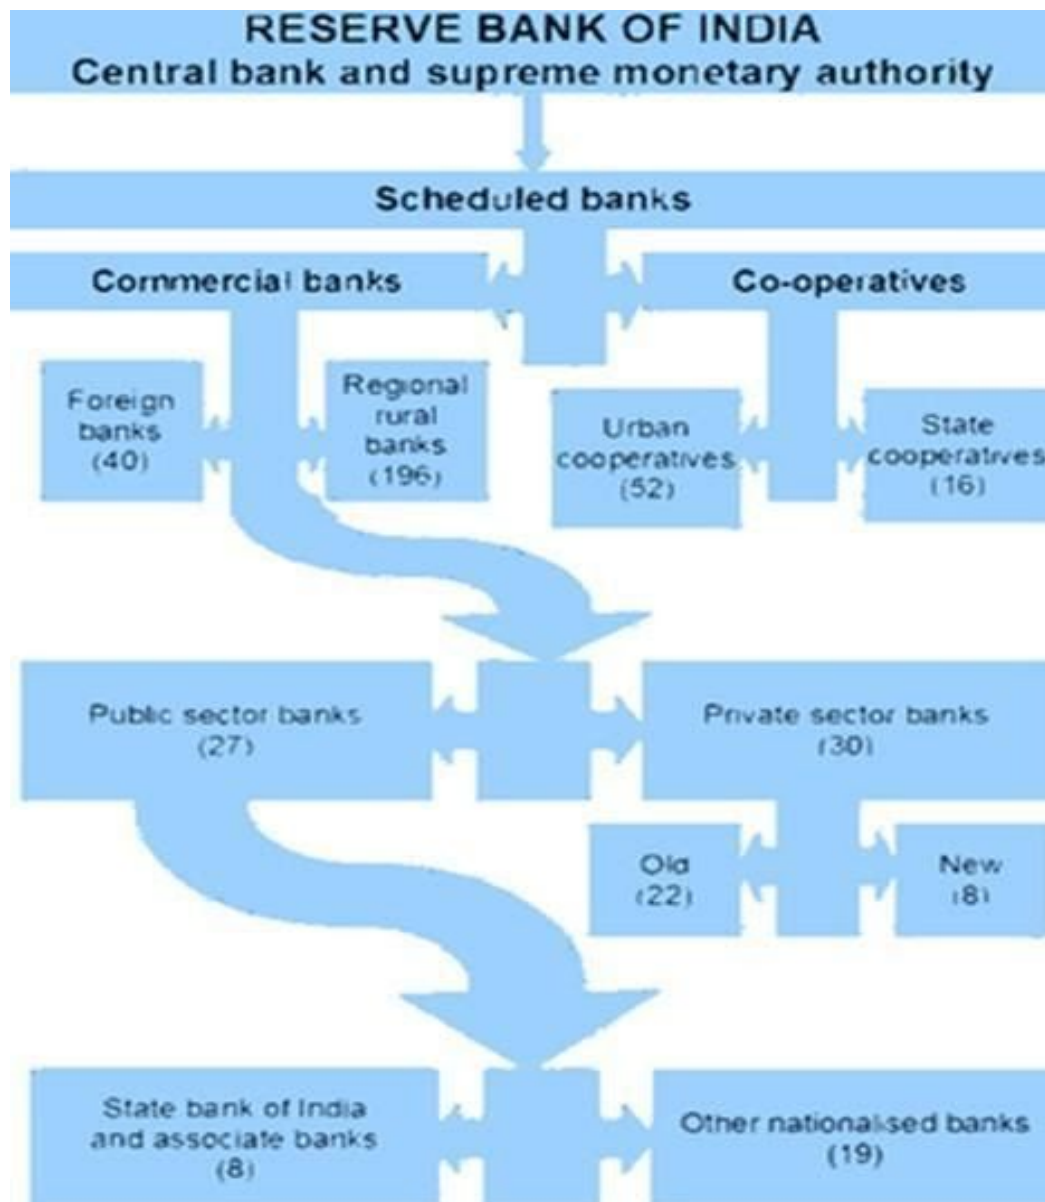 RESERVE BANK OF INDIA
Central bank and supreme monetary authority
Scheduled banks
Commercial banks
Co-operatives
Foreign
banks
(40)
Regional
rural
banks
(196)
Urban
cooperatives
(52)
State
cooperatives
(16)
Public sector banks
(27)
Private sector banks
(30)
Old
(22)
New
(8)
State bank of India
and associate banks
(8)
Other nationalised banks
(19)